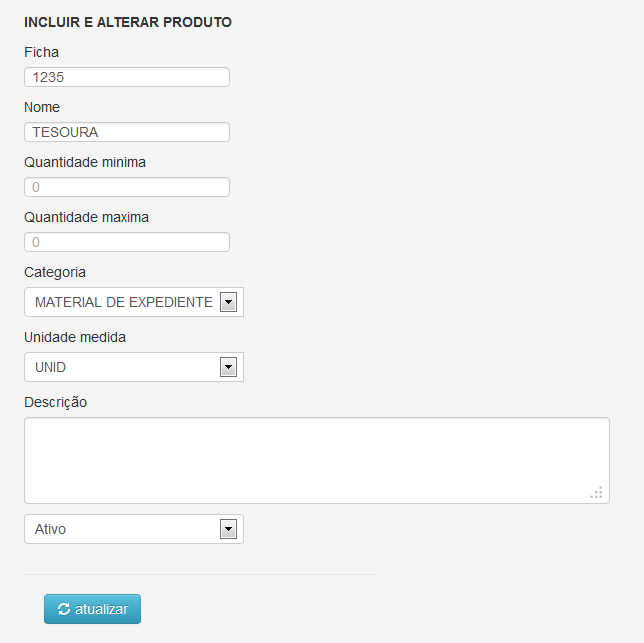 INCLUIR E ALTERAR PRODUTO
Ficha
1235
Nome
TESOURA
Quantidade minima
0
Quantidade maxima
0
Categoria
MATERIAL DE EXPEDIENTE
Unidade medida
UNID
Descrição
Ativo
atualizar